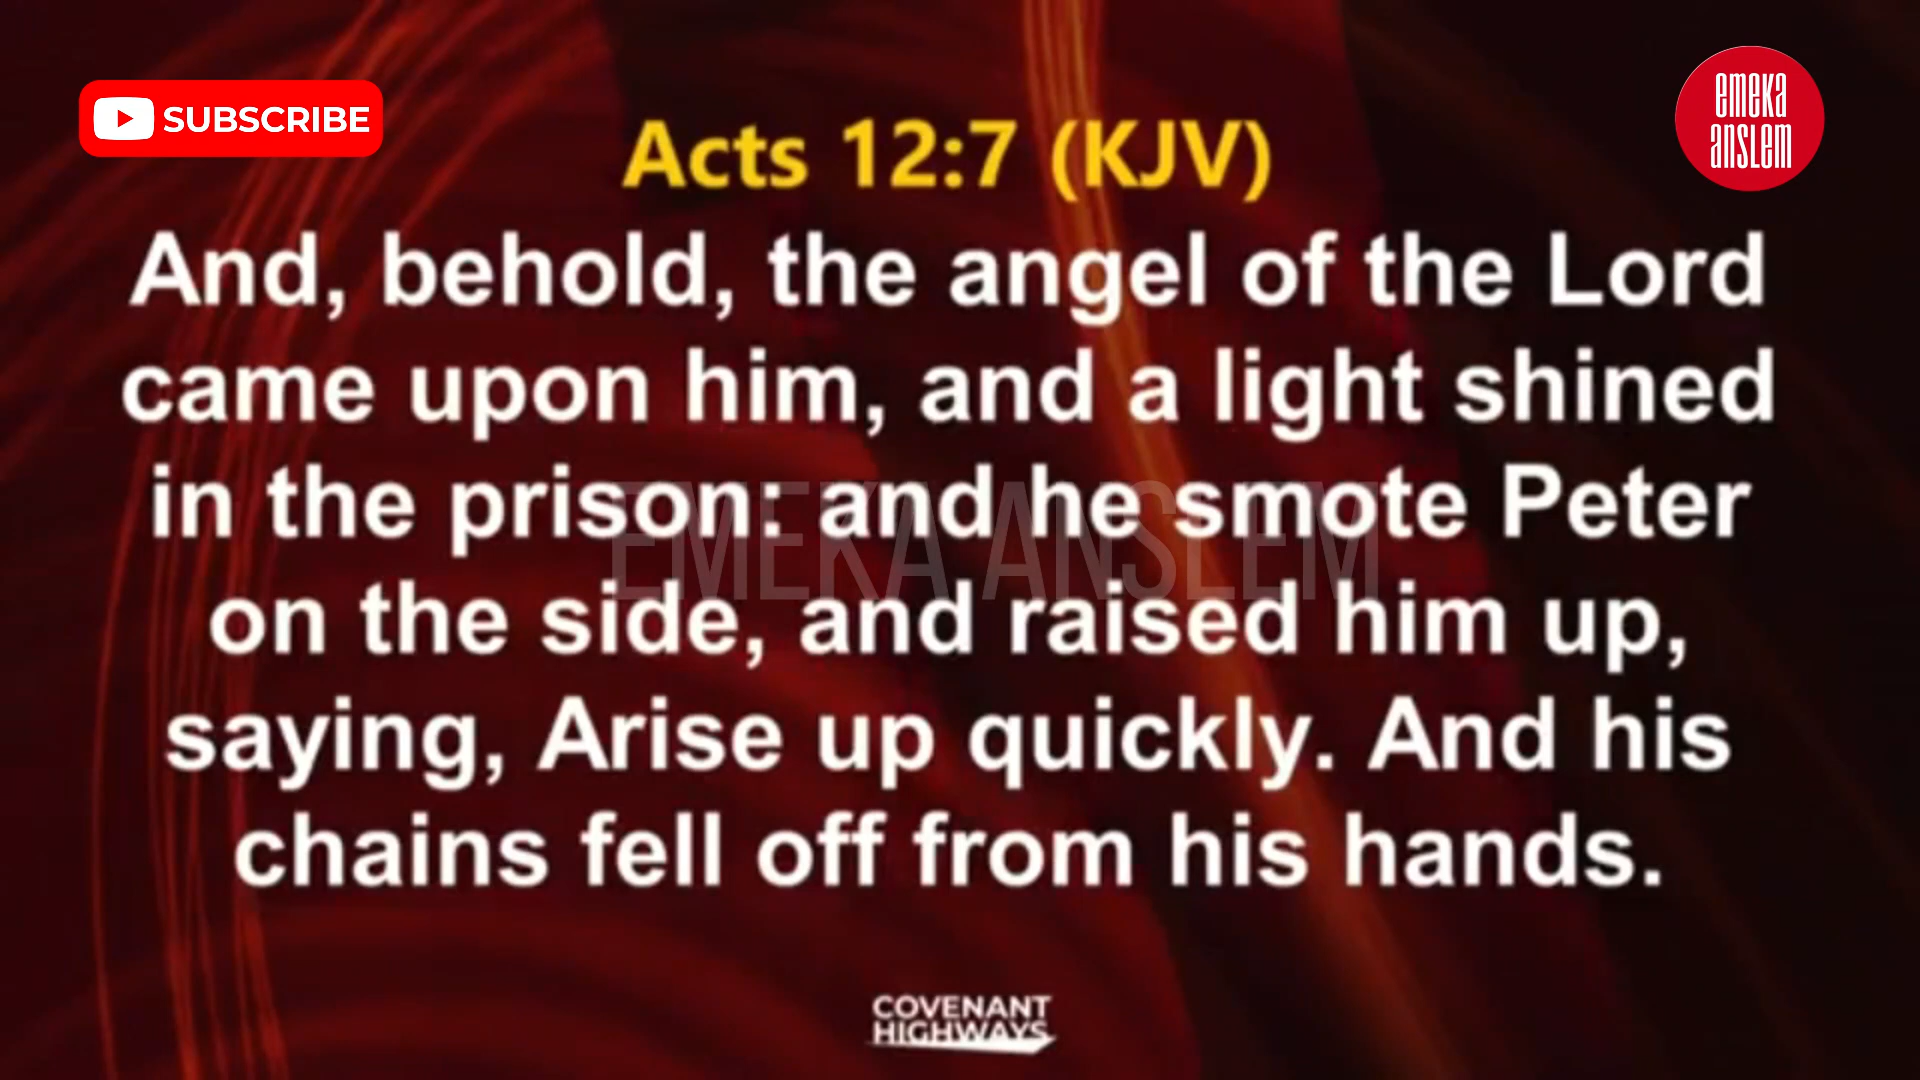 SUBSCRIBE
emeka
anslem
Acts 12:7 (KJV)
And, behold, the angel of the Lord
came upon him, and a light shined
in the prison: and he smote Peter
on the side, and raised him up,
saying, Arise up quickly. And his
chains fell off from his hands.
EMEKA ANSLEM
COVENANT
HIGHWAYS